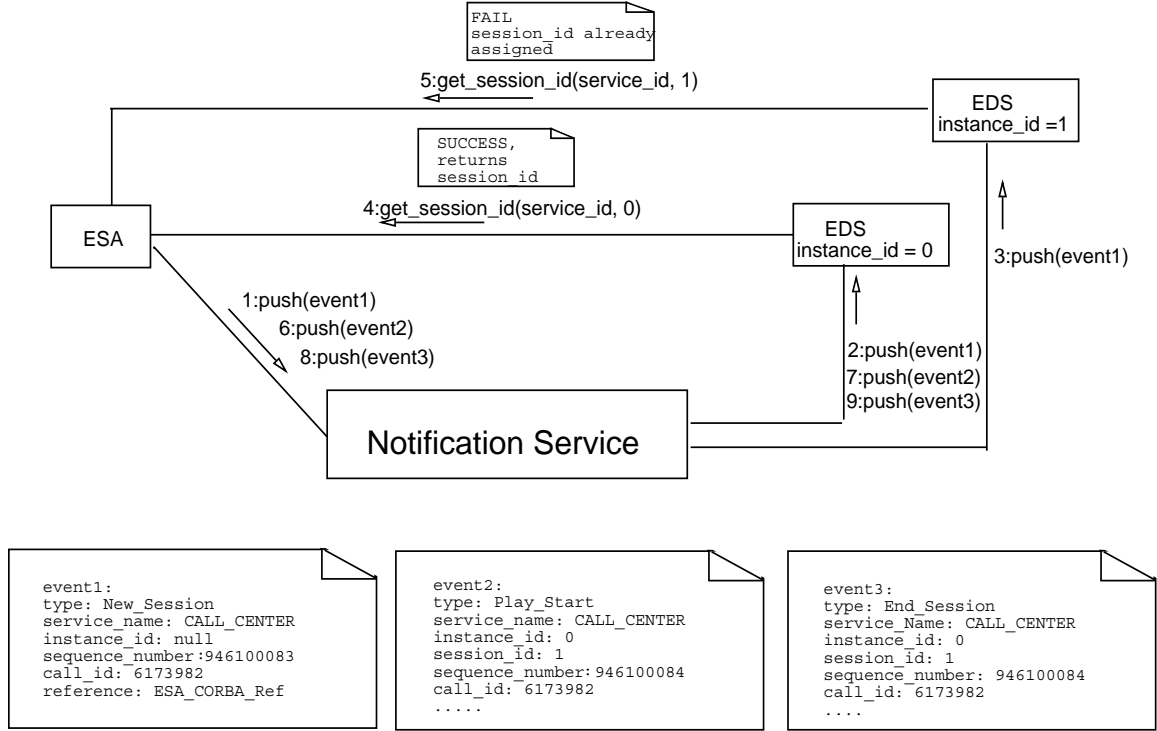 FAIL
session_id already
assigned
5:get_session_id(service_id, 1)
EDS
instance_id =1
SUCCESS,
returns
session_id
4:get_session_id(service_id, 0)
ESA
EDS
instance_id = 0
3:push(event1)
1:push(event1)
6:push(event2)
8:push(event3)
2:push(event1)
7:push(event2)
9:push(event3)
Notification Service
event1:
type: New_Session
service_name: CALL_CENTER
instance_id: null
sequence_number:946100083
call_id: 6173982
reference: ESA_CORBA_Ref
event2:
type: Play_Start
service_name: CALL_CENTER
instance_id: 0
session_id: 1
sequence_number:946100084
call_id: 6173982
.....
event3:
type: End_Session
service_Name: CALL_CENTER
instance_id: 0
session_id: 1
sequence_number: 946100084
call_id: 6173982
....